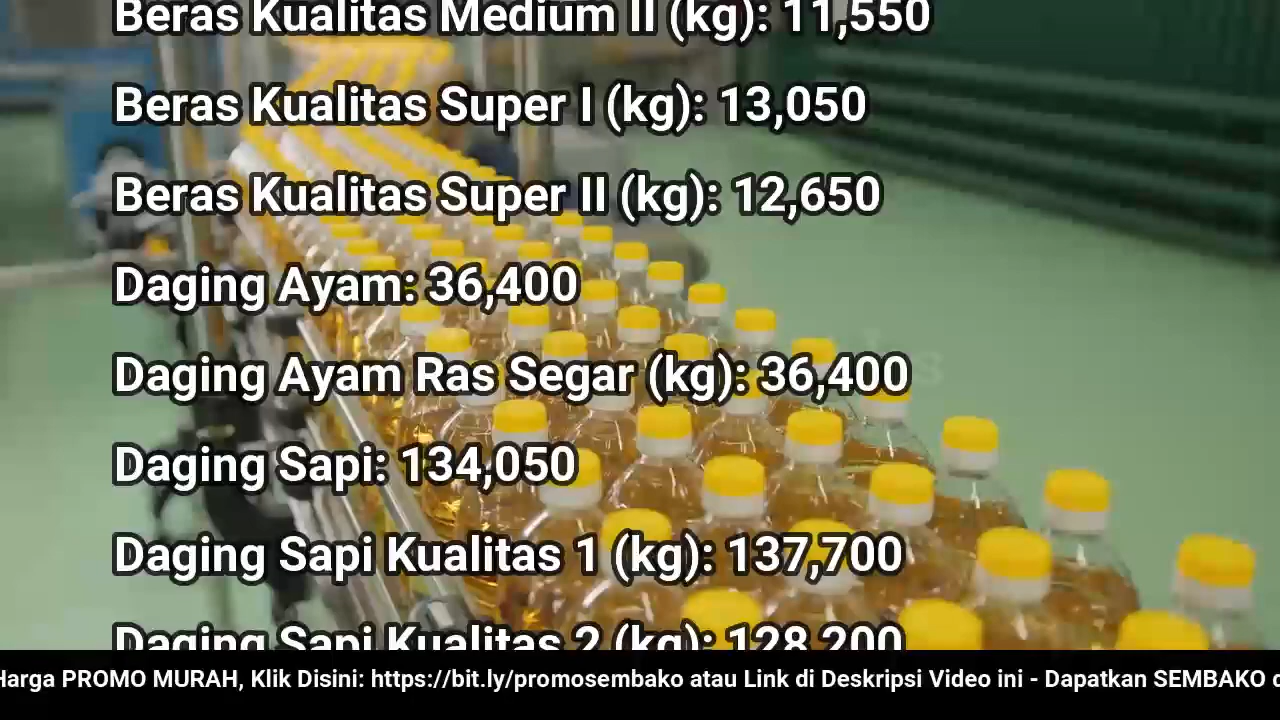 Beras Kualitas Medium II (kg): 11,550
Beras Kualitas Super I (kg): 13,050
Beras Kualitas Super II (kg): 12,650
Daging Ayam: 36,400
Daging Ayam Ras Segar (kg): 36,400
Daging Sapi: 134,050
Daging Sapi Kualitas 1 (kg): 137,700
Daging Sapi Kualitas 2 (kg): 128,200
Harga PROMO MURAH, Klik Disini: https://bit.ly/promosembako atau Link di Deskripsi Video ini - Dapatkan SEMBAKO